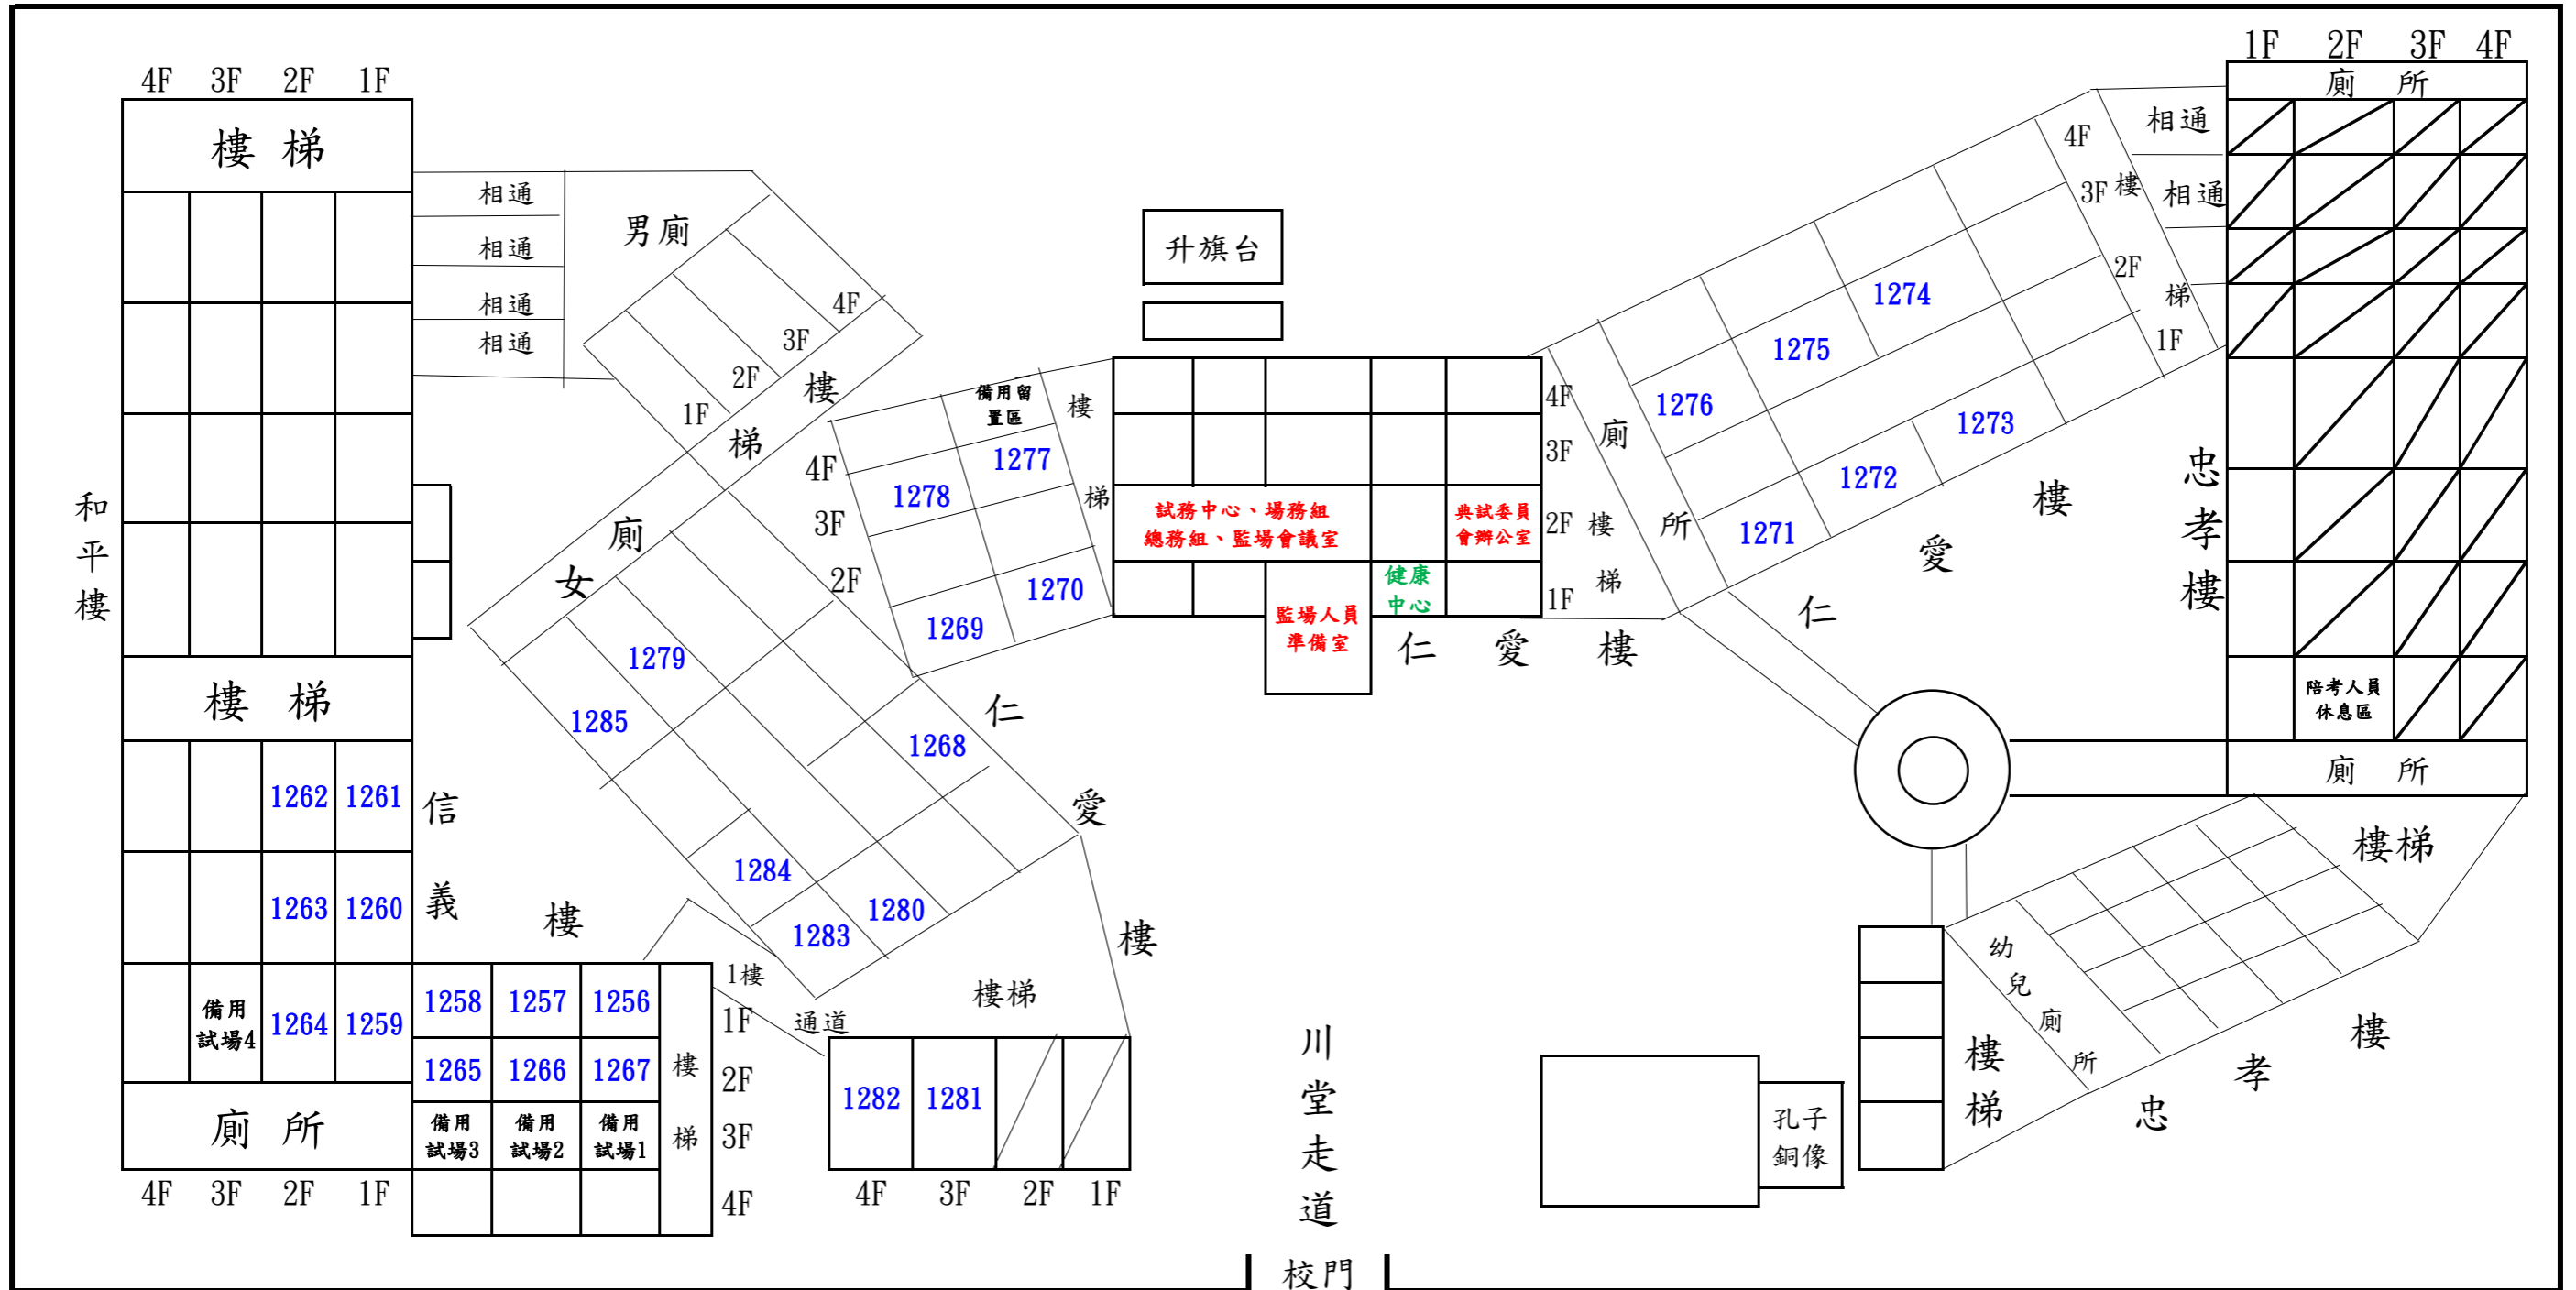 4F 3F 2F 1F
樓 梯
相通
相通
相通
相通
男廁
4F
3F
2F
1F
樓
梯
女
廁
和平樓
樓 梯
1262 1261
1263 1260
備用
試場4
1264 1259
廁 所
4F 3F 2F 1F
信
義
樓
1258 1257 1256
1265 1266 1267
備用
試場3
備用
試場2
備用
試場1
樓
梯
1F
2F
3F
4F
1樓
通道
1279
1285
1268
1284
1280
1283
仁
愛
樓
樓梯
1282 1281
4F 3F 2F 1F
備用留
置區
樓
梯
4F
3F
2F
1277
1278
1270
1269
升旗台
試務中心、場務組
總務組、監場會議室
典試委員
會辦公室
健康
中心
監場人員
準備室
4F
3F
2F
1F
樓
梯
仁 愛 樓
廁
所
1274
1275
1276
1273
1272
1271
4F
3F
2F
1F
樓
梯
仁
愛
樓
相通
相通
1F 2F 3F 4F
廁 所
忠孝樓
陪考人員
休息區
廁 所
樓梯
幼
兒
廁
所
樓
梯
忠
孝
樓
孔子
銅像
川堂走道
校門